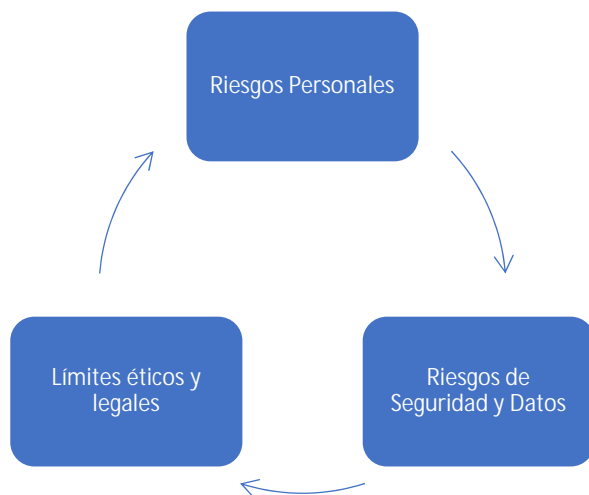 Riesgos Personales
Límites éticos y
legales
Riesgos de
Seguridad y Datos